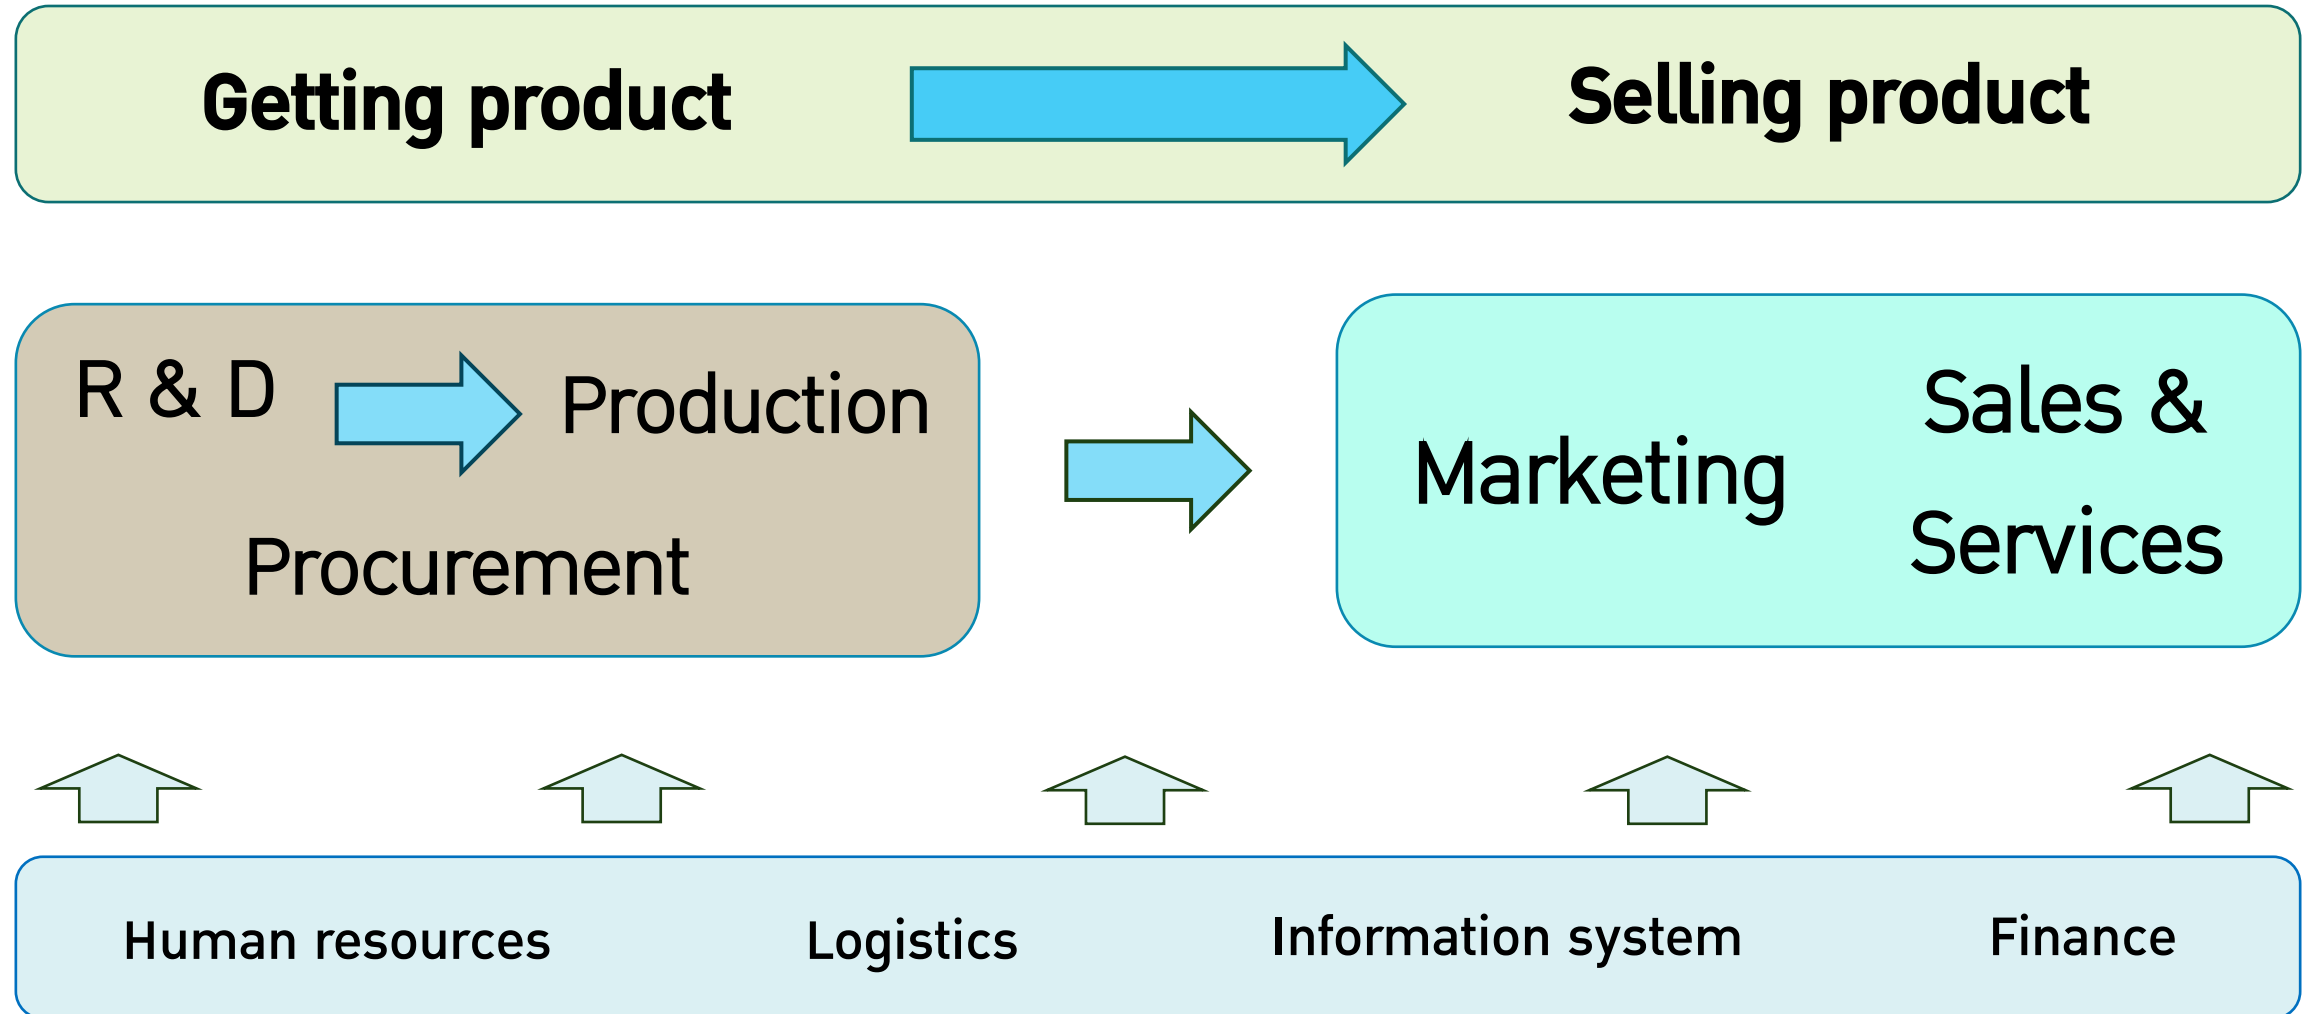 Getting product
Selling product
R & D
Production
Procurement
Marketing
Sales &
Services
Human resources
Logistics
Information system
Finance